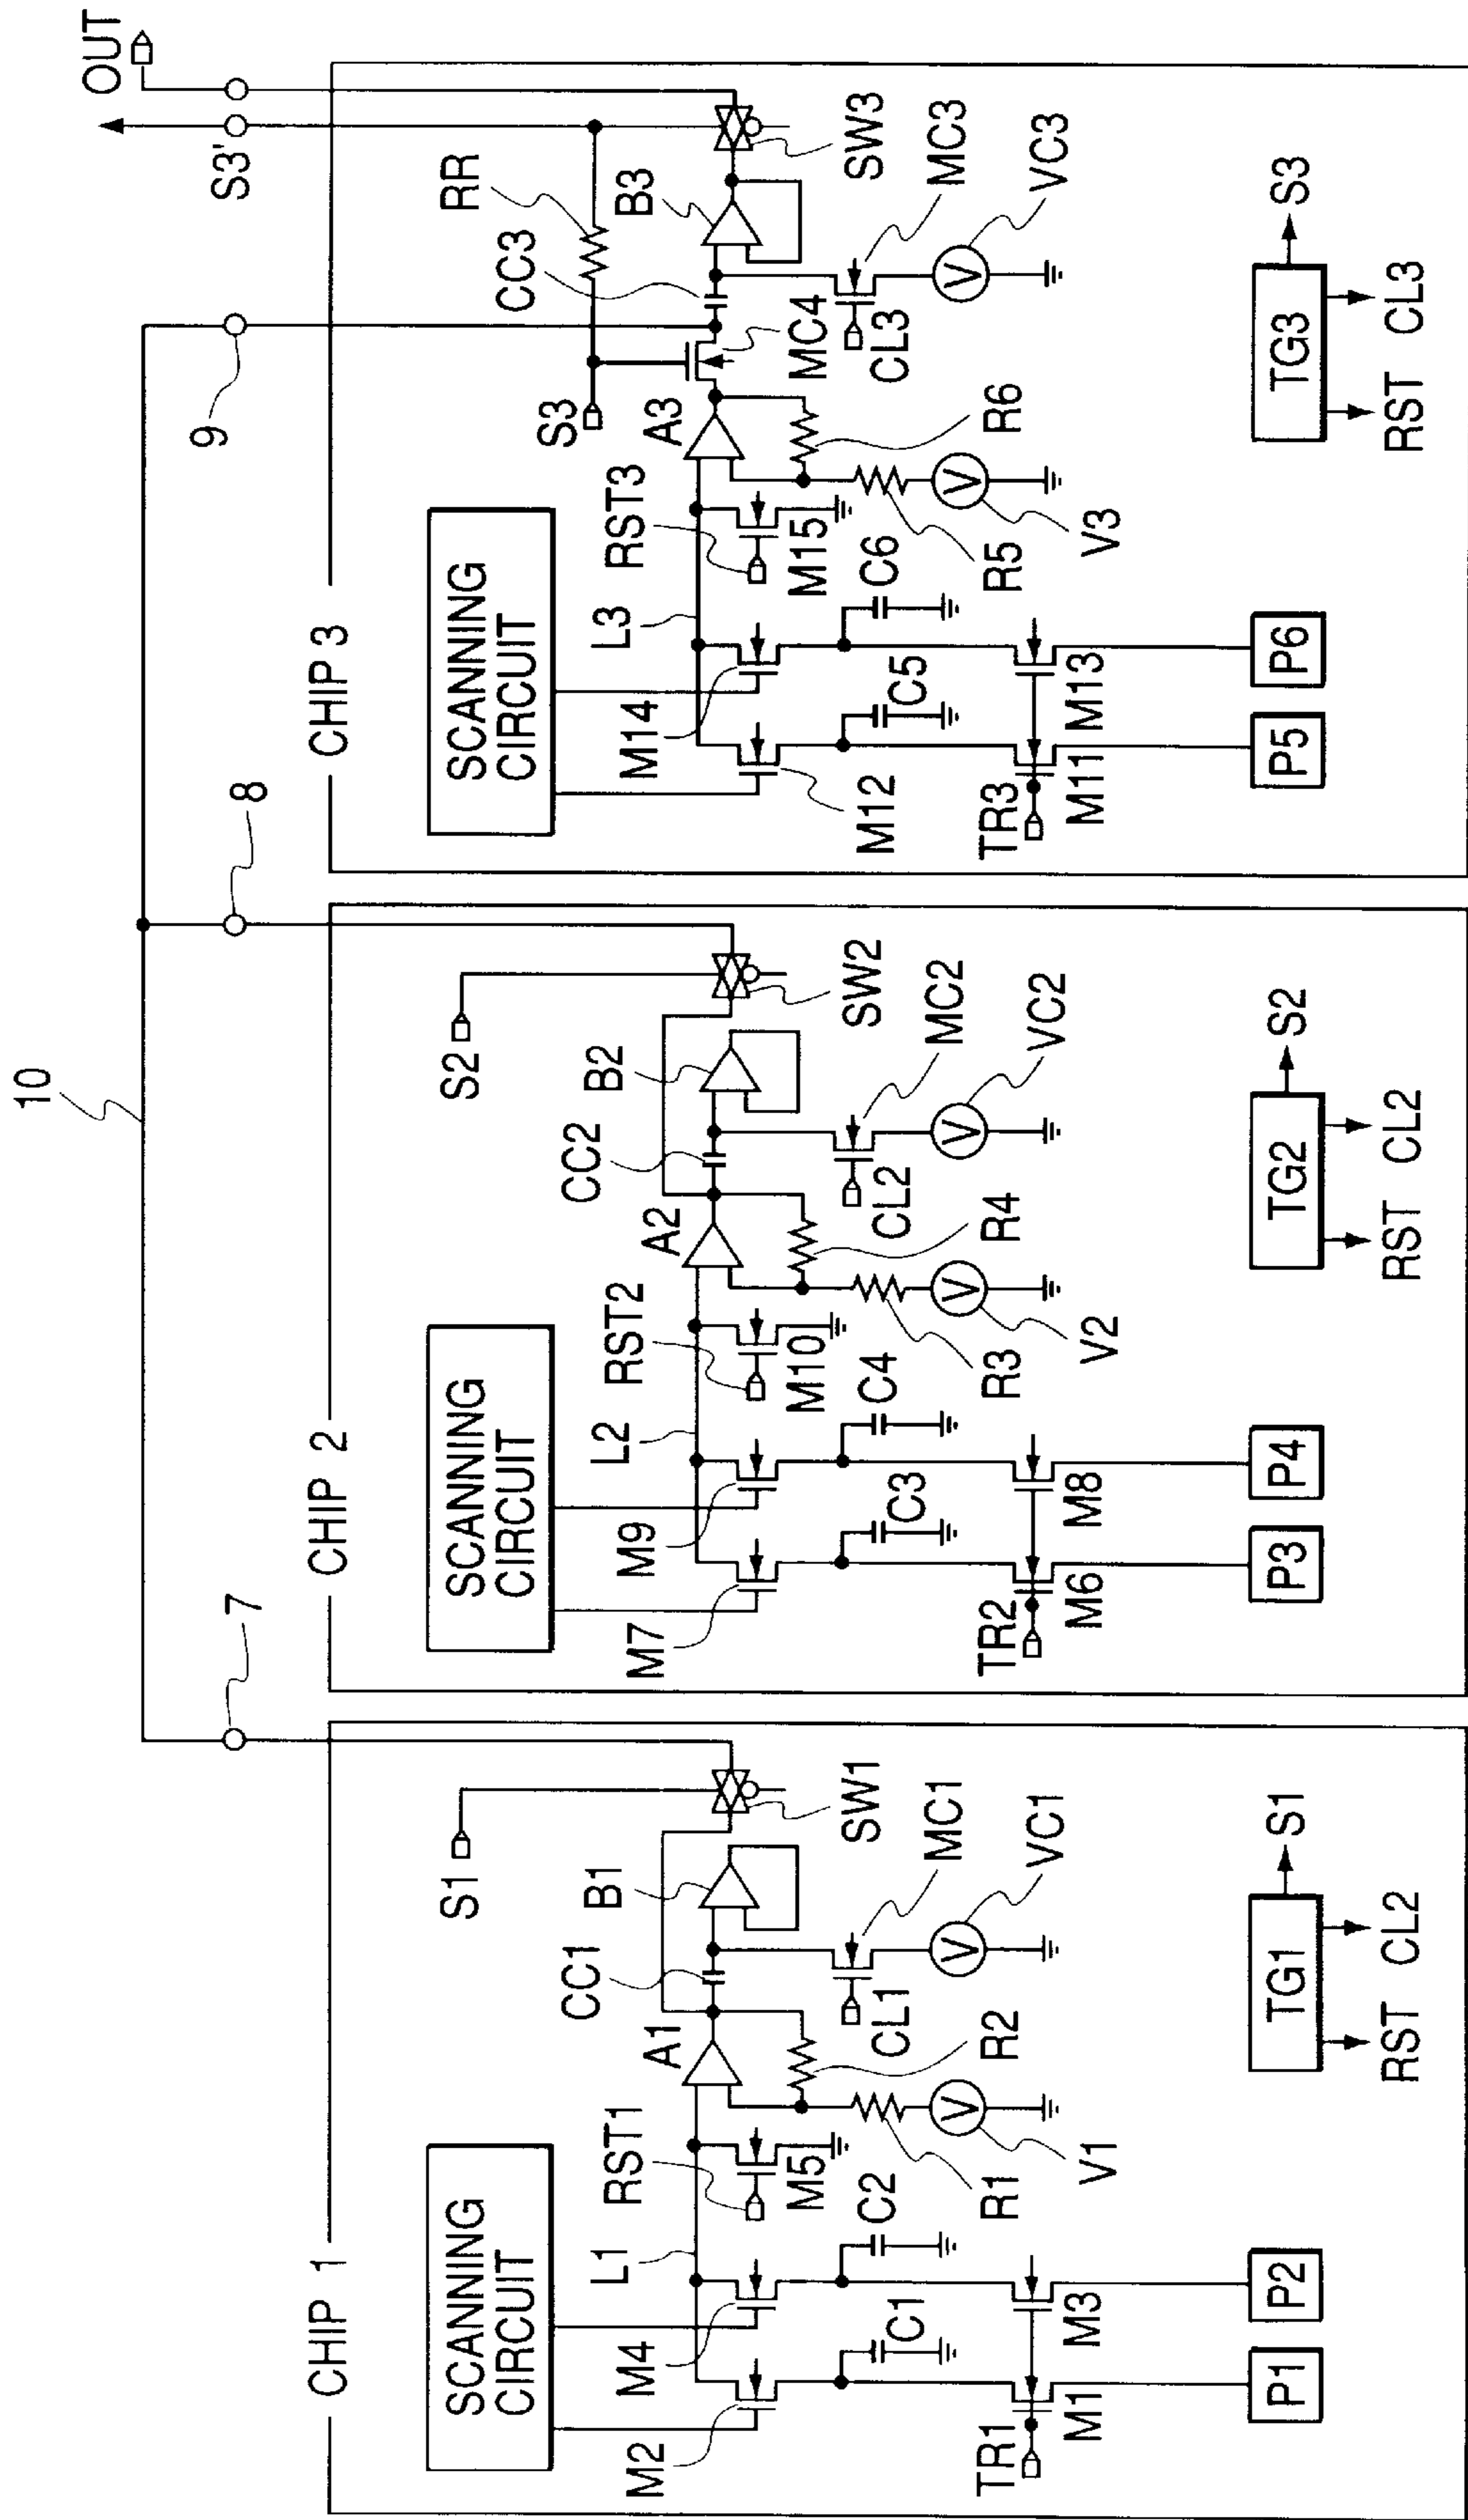 10
7
8
9
S3'
OUT
CHIP 1
SCANNING
CIRCUIT
S1
L1
RST1
A1
CC1
B1
M4
M2
M5
CL1
SW1
MC1
C1
C2
R1
R2
VC1
TR1
M1
M3
V1
P1
P2
TG1
S1
RST
CL2
CHIP 2
SCANNING
CIRCUIT
S2
L2
RST2
A2
CC2
B2
M9
M7
M10
CL2
SW2
MC2
C3
C4
R3
R4
VC2
TR2
M6
M8
V2
P3
P4
TG2
S2
RST
CL2
CHIP 3
SCANNING
CIRCUIT
S3
RR
L3
RST3
A3
CC3
B3
M14
M12
M15
MC4
CL3
SW3
MC3
C5
C6
R5
R6
VC3
TR3
M11
M13
V3
P5
P6
TG3
S3
RST
CL3
V
V
V
V
V
V